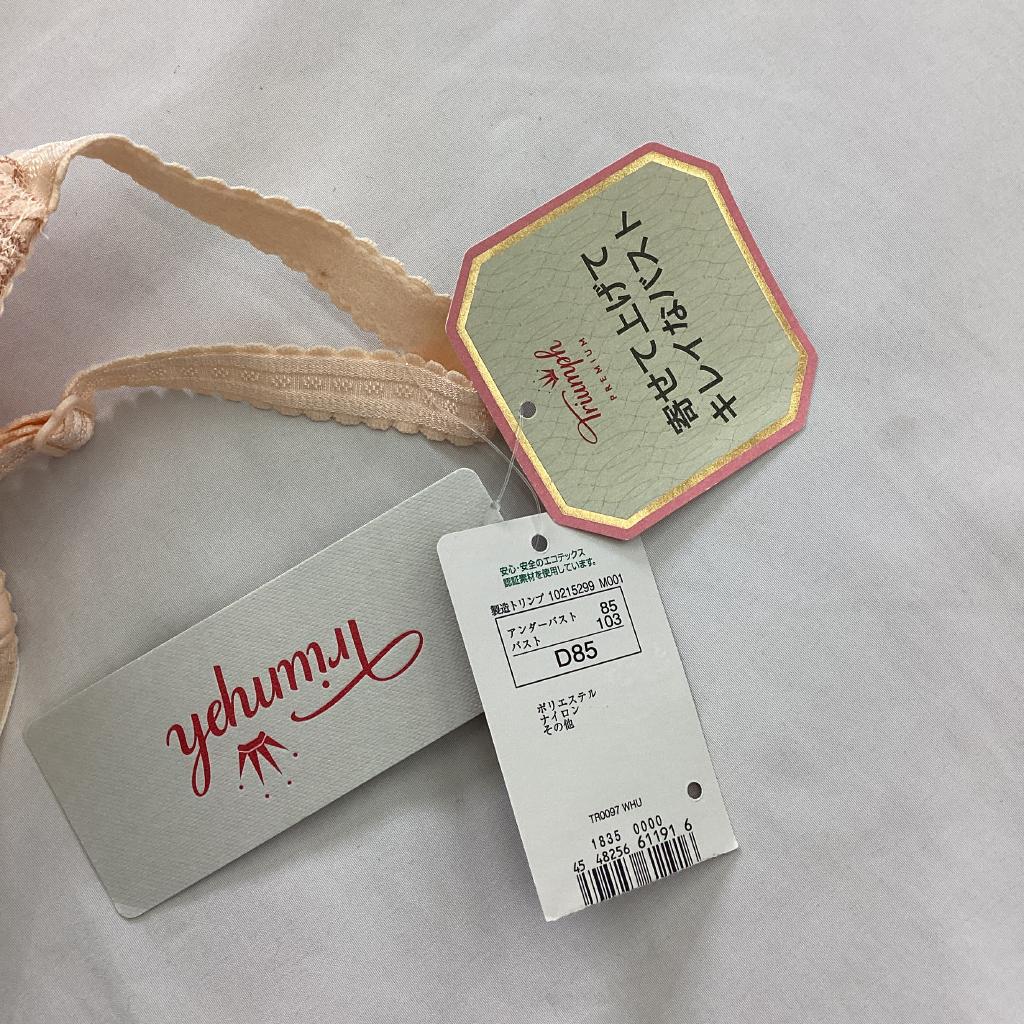 Triumph
PREMIUM
寄せて上げて
キレイなバスト
Triumph
安心・安全のエコテックス
認証素材を使用しています。
製造トリンプ 10215299 M001
アンダーバスト 85
バスト 103
D85
ポリエステル
ナイロン
その他
TR0097 WHU
1835 0000
45 48256 61191 6